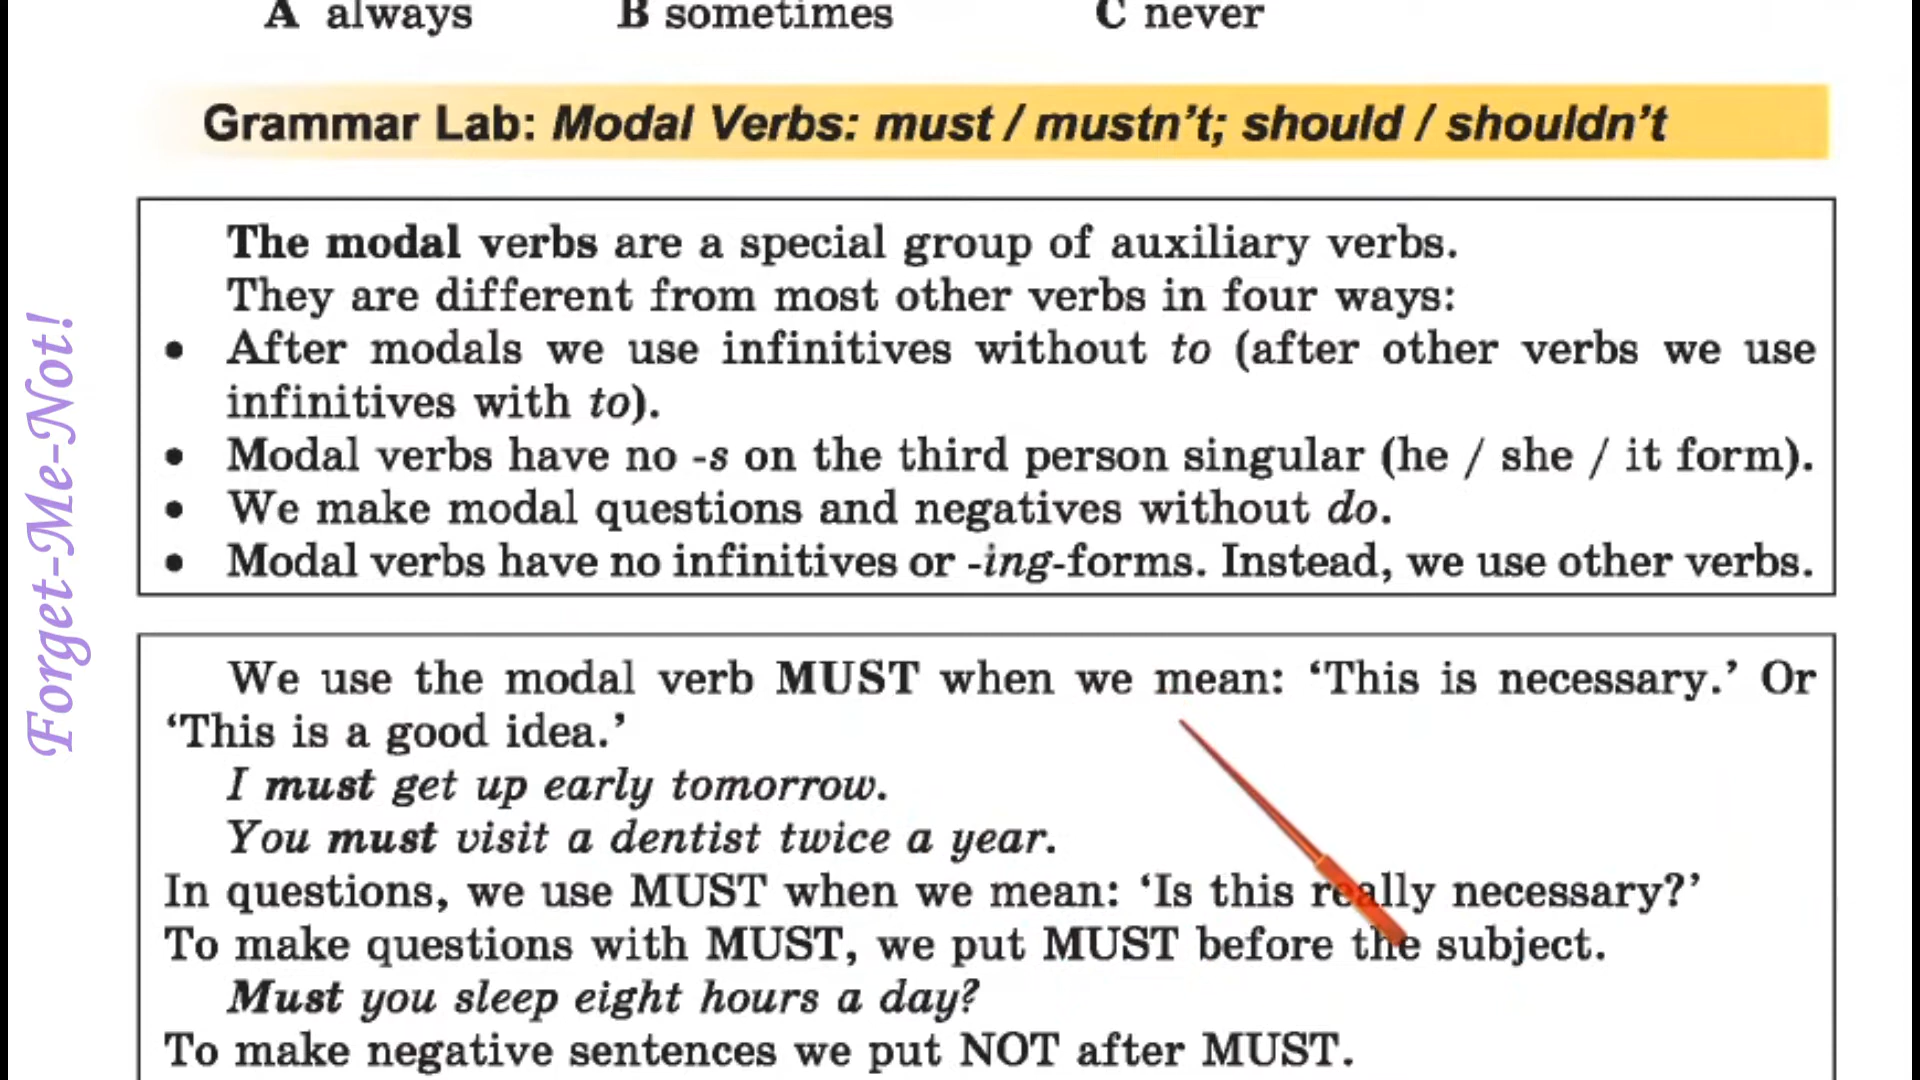 A always B sometimes C never
Grammar Lab: Modal Verbs: must / mustn't; should / shouldn't
The modal verbs are a special group of auxiliary verbs.
They are different from most other verbs in four ways:
• After modals we use infinitives without to (after other verbs we use
infinitives with to).
• Modal verbs have no -s on the third person singular (he / she / it form).
• We make modal questions and negatives without do.
• Modal verbs have no infinitives or -ing-forms. Instead, we use other verbs.
Forget-Me-Not!
We use the modal verb MUST when we mean: ‘This is necessary.’ Or
‘This is a good idea.’
I must get up early tomorrow.
You must visit a dentist twice a year.
In questions, we use MUST when we mean: ‘Is this really necessary?’
To make questions with MUST, we put MUST before the subject.
Must you sleep eight hours a day?
To make negative sentences we put NOT after MUST.